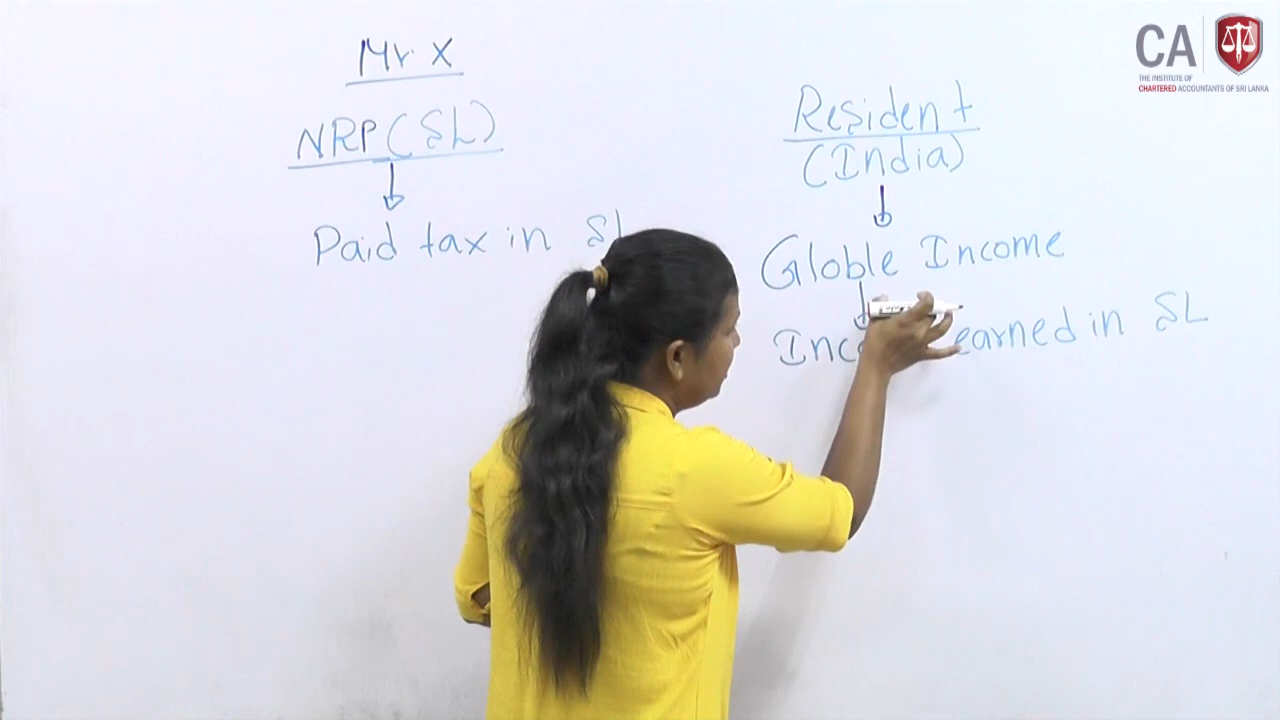 Mr. X
NRP (SL)
Paid tax in SL
Resident
(India)
Globle Income
earned in SL
CA
THE INSTITUTE OF
CHARTERED ACCOUNTANTS OF SRI LANKA